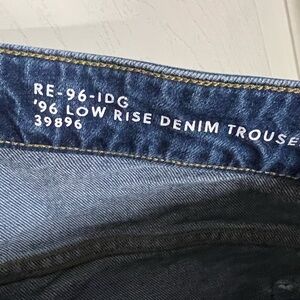 RE-96-IDG
'96 LOW RISE DENIM TROUSE
39896